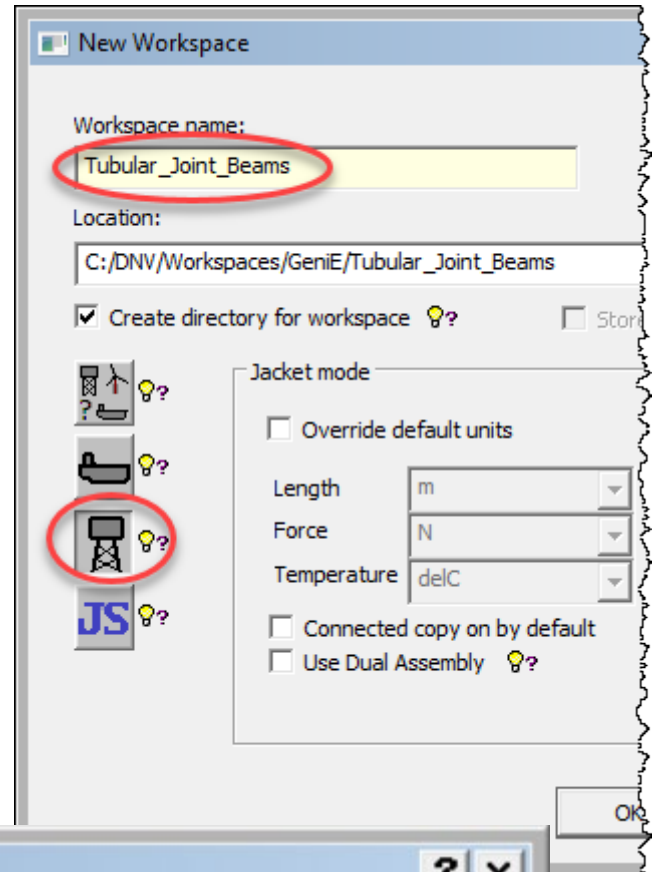 New Workspace
Workspace name:
Tubular_Joint_Beams
Location:
C:/DNV/Workspaces/GeniE/Tubular_Joint_Beams
Create directory for workspace ?
? ?
Jacket mode
Override default units
?
Length m
? Force N
Temperature delC
JS ? Connected copy on by default
Use Dual Assembly ?
OK
?